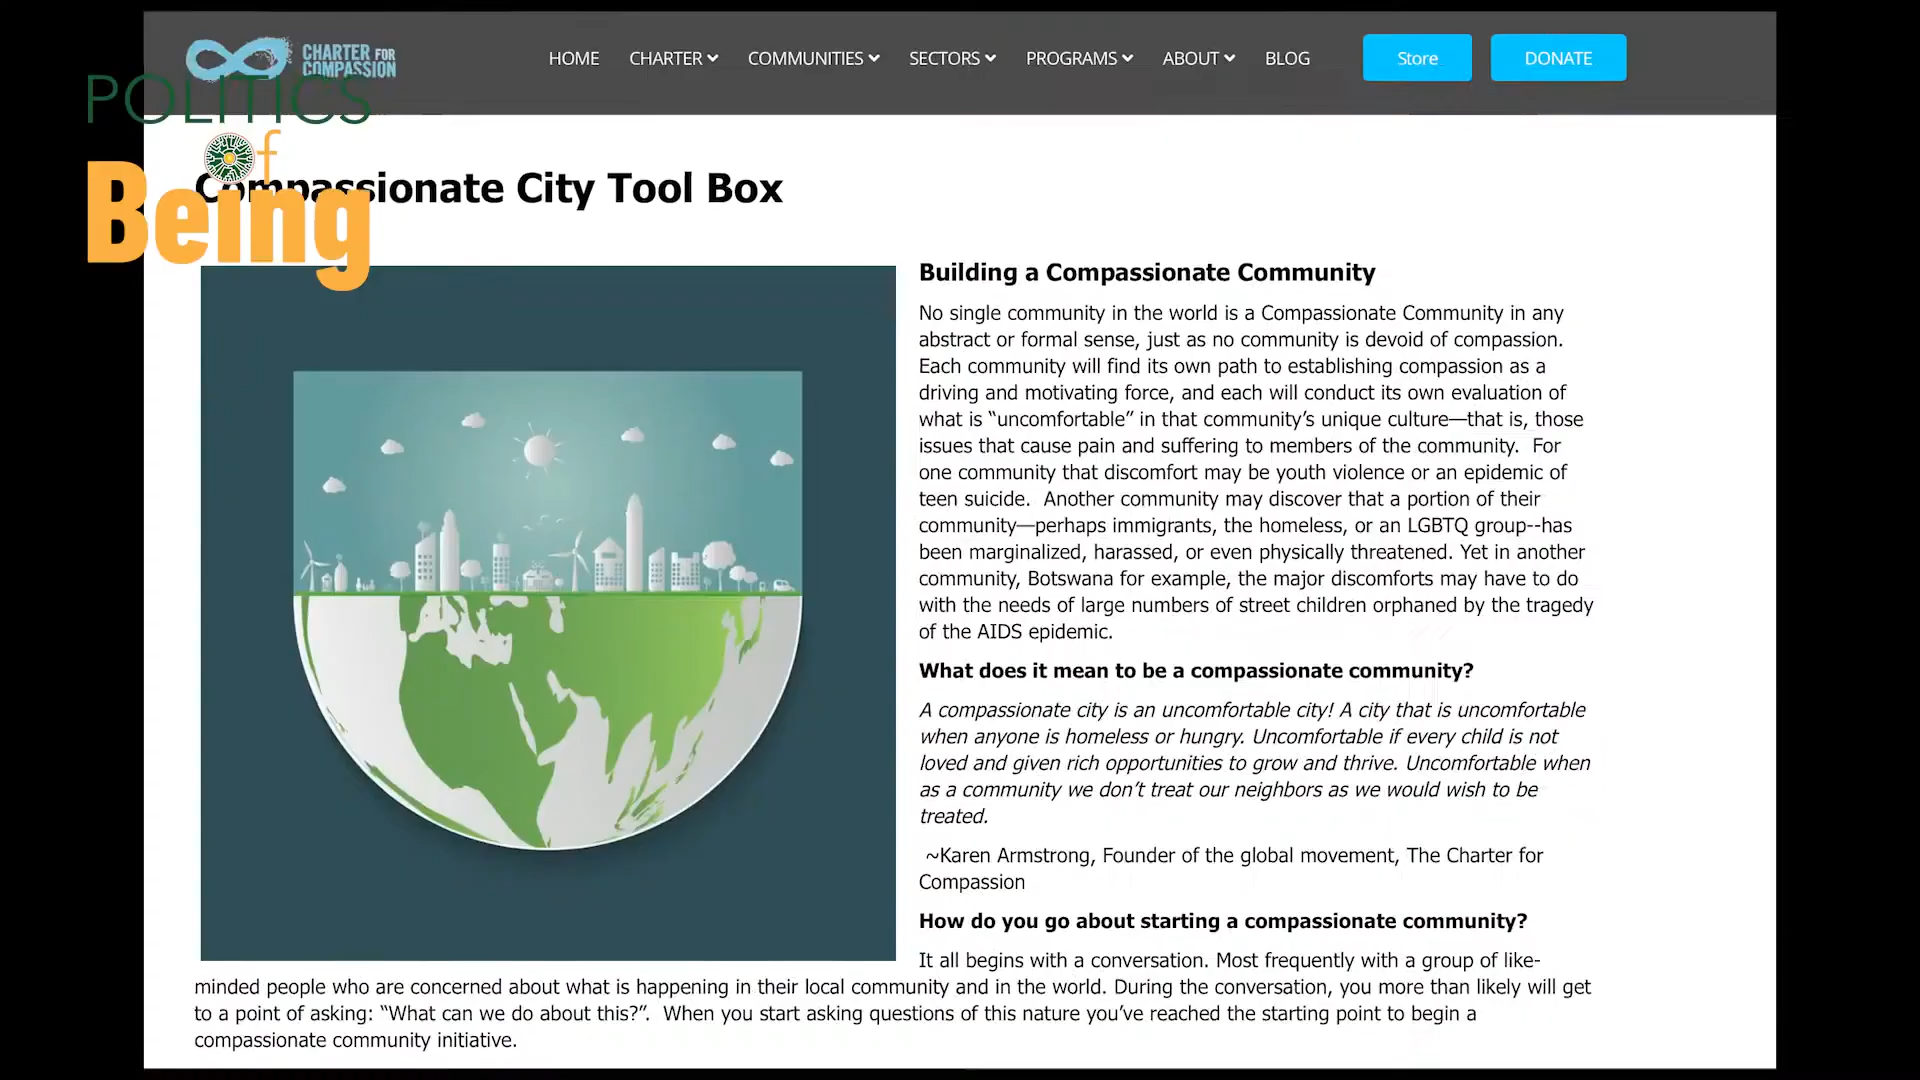 CHARTER FOR
COMPASSION
HOME CHARTER COMMUNITIES SECTORS PROGRAMS ABOUT BLOG Store DONATE
POLITICS
of
Being
Compassionate City Tool Box
Building a Compassionate Community
No single community in the world is a Compassionate Community in any
abstract or formal sense, just as no community is devoid of compassion.
Each community will find its own path to establishing compassion as a
driving and motivating force, and each will conduct its own evaluation of
what is “uncomfortable” in that community’s unique culture—that is, those
issues that cause pain and suffering to members of the community.  For
one community that discomfort may be youth violence or an epidemic of
teen suicide.  Another community may discover that a portion of their
community—perhaps immigrants, the homeless, or an LGBTQ group--has
been marginalized, harassed, or even physically threatened. Yet in another
community, Botswana for example, the major discomforts may have to do
with the needs of large numbers of street children orphaned by the tragedy
of the AIDS epidemic.
What does it mean to be a compassionate community?
A compassionate city is an uncomfortable city! A city that is uncomfortable
when anyone is homeless or hungry. Uncomfortable if every child is not
loved and given rich opportunities to grow and thrive. Uncomfortable when
as a community we don’t treat our neighbors as we would wish to be
treated.
~Karen Armstrong, Founder of the global movement, The Charter for
Compassion
How do you go about starting a compassionate community?
It all begins with a conversation. Most frequently with a group of like-
minded people who are concerned about what is happening in their local community and in the world. During the conversation, you more than likely will get
to a point of asking: “What can we do about this?”.  When you start asking questions of this nature you’ve reached the starting point to begin a
compassionate community initiative.